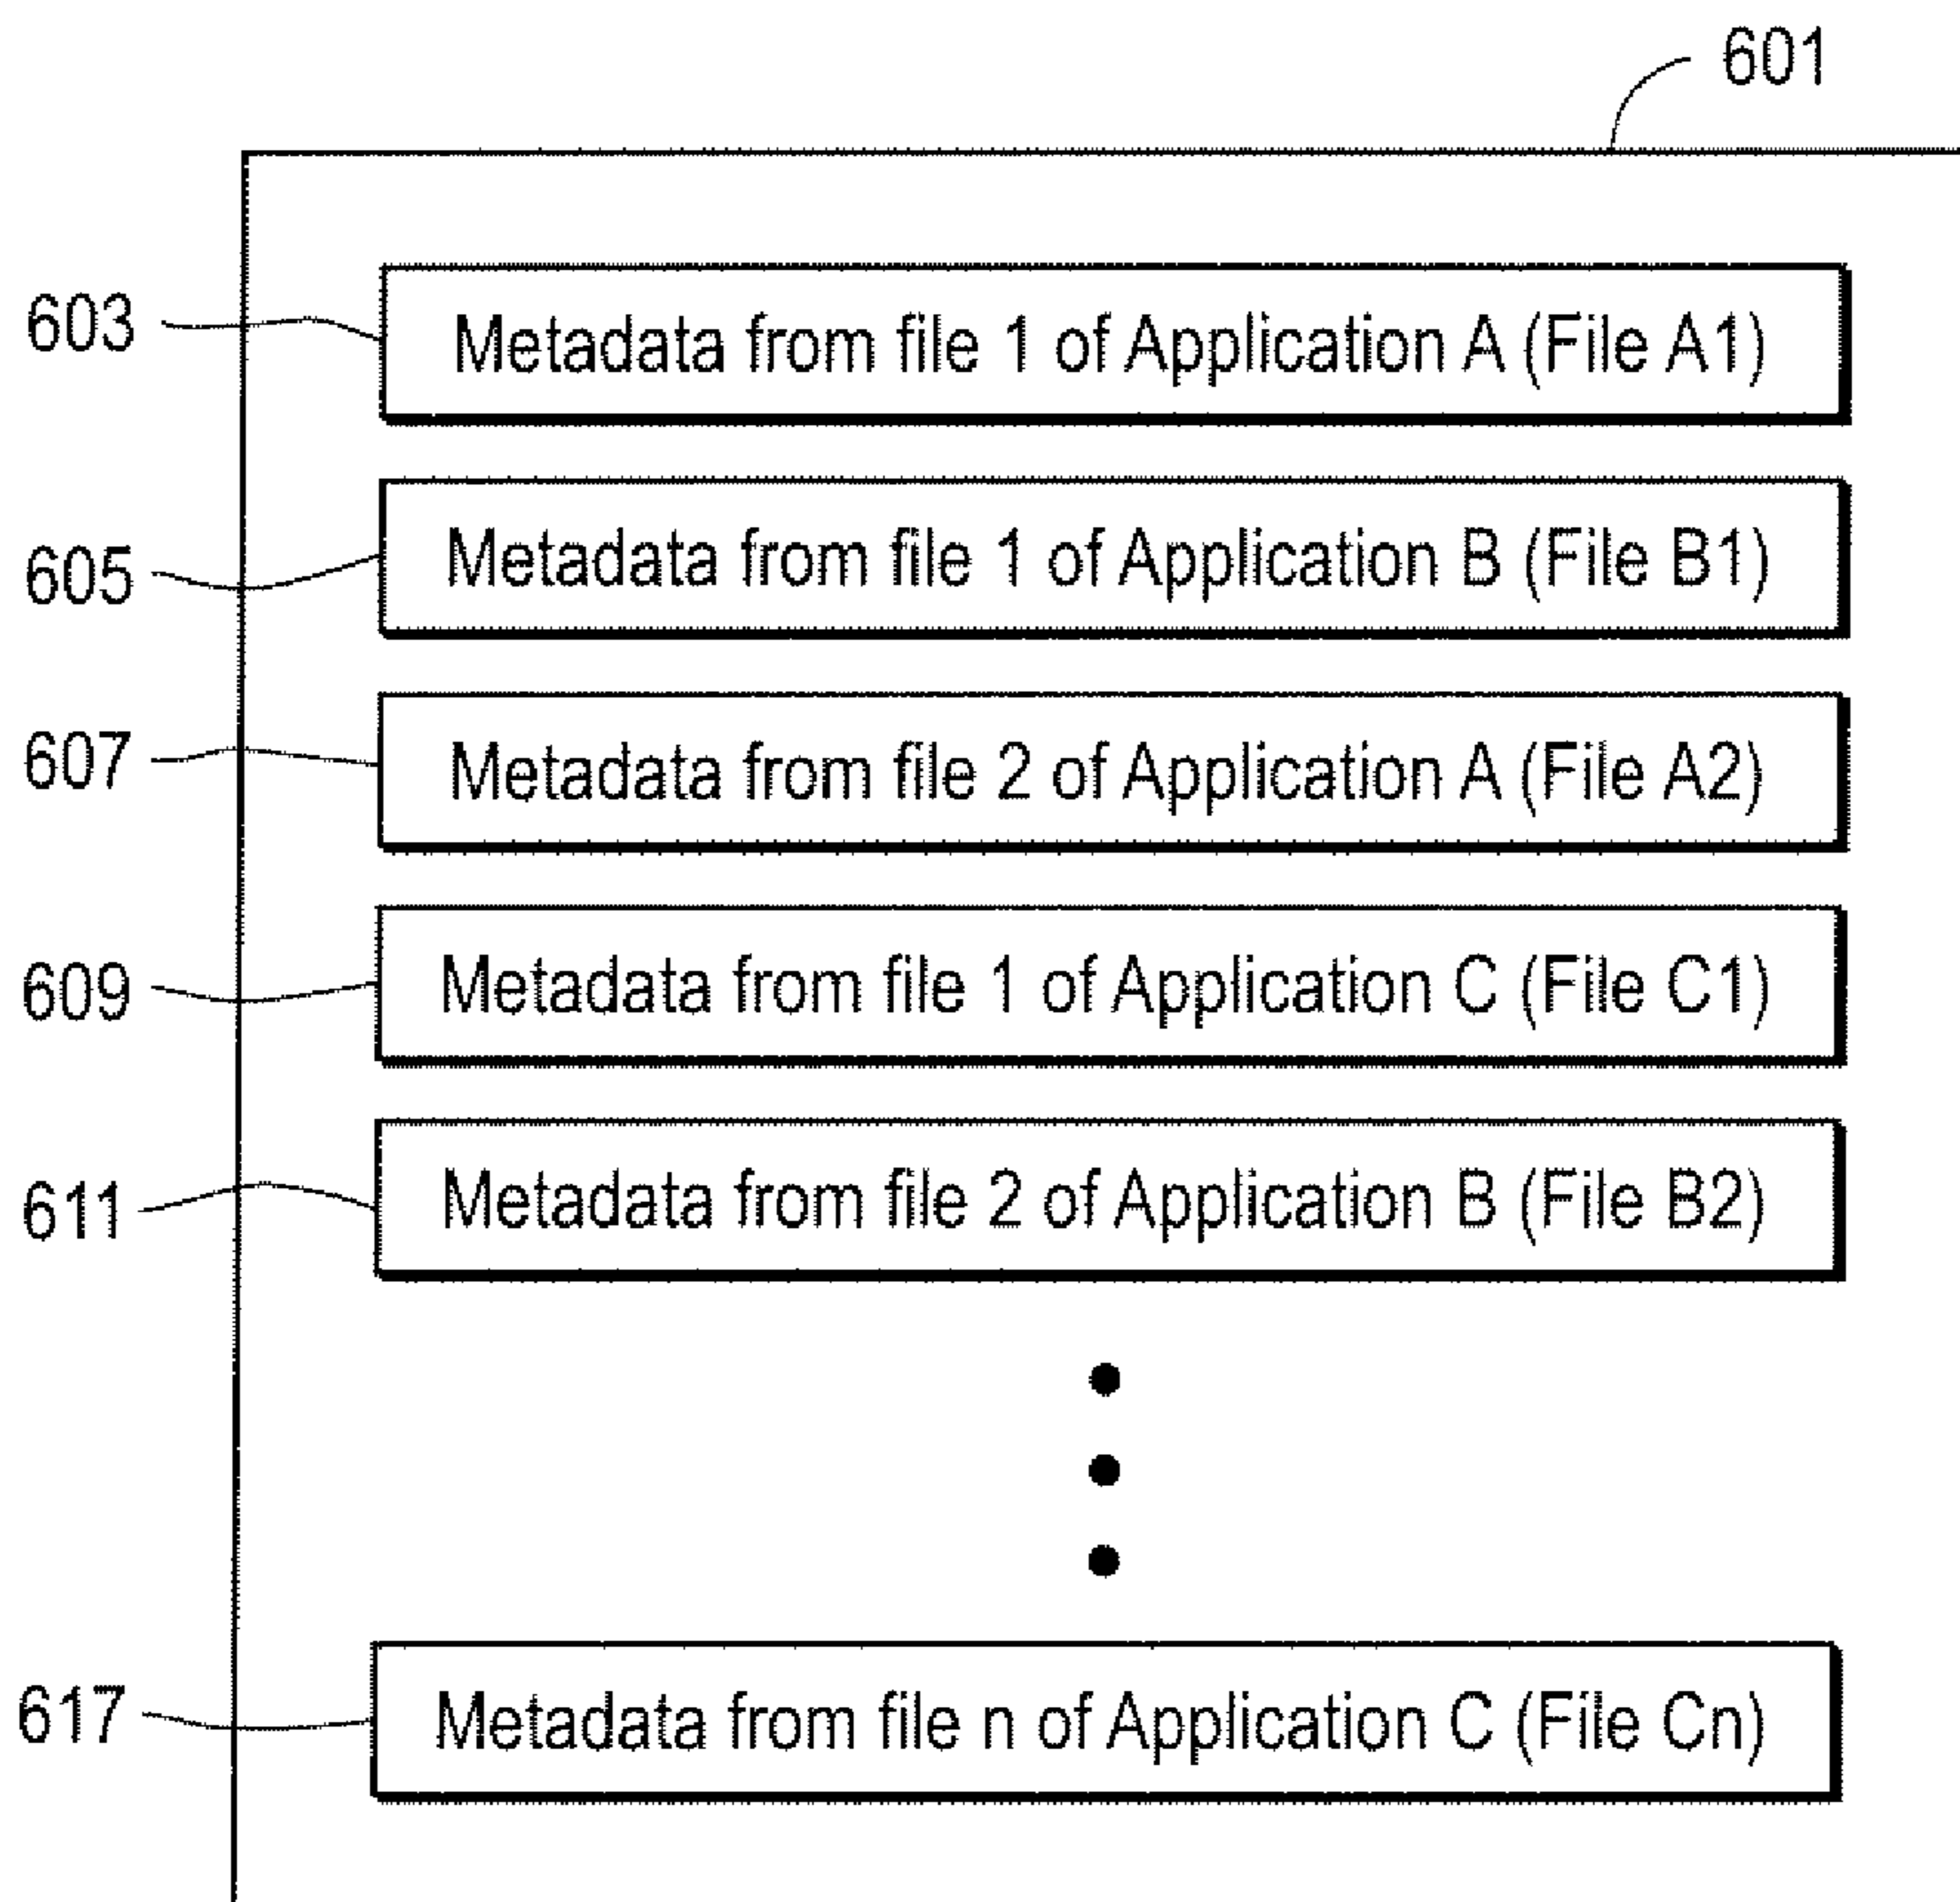 601
603 Metadata from file 1 of Application A (File A1)
605 Metadata from file 1 of Application B (File B1)
607 Metadata from file 2 of Application A (File A2)
609 Metadata from file 1 of Application C (File C1)
611 Metadata from file 2 of Application B (File B2)
617 Metadata from file n of Application C (File Cn)